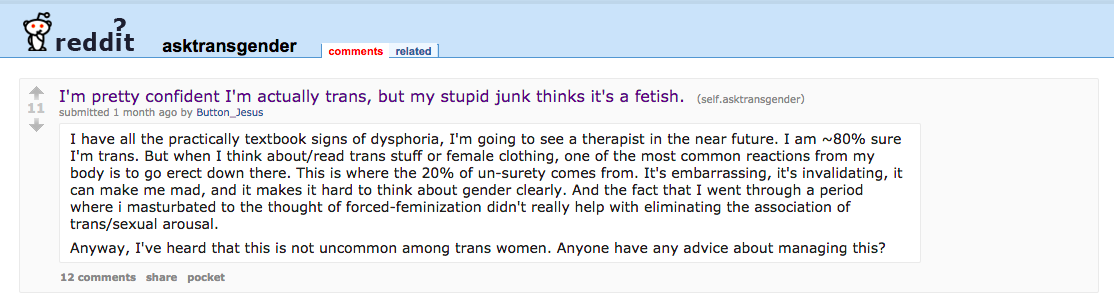 ?
reddit asktransgender comments related
11
I'm pretty confident I'm actually trans, but my stupid junk thinks it's a fetish. (self.asktransgender)
submitted 1 month ago by Button_Jesus
I have all the practically textbook signs of dysphoria, I'm going to see a therapist in the near future. I am ~80% sure
I'm trans. But when I think about/read trans stuff or female clothing, one of the most common reactions from my
body is to go erect down there. This is where the 20% of un-surety comes from. It's embarrassing, it's invalidating, it
can make me mad, and it makes it hard to think about gender clearly. And the fact that I went through a period
where i masturbated to the thought of forced-feminization didn't really help with eliminating the association of
trans/sexual arousal.
Anyway, I've heard that this is not uncommon among trans women. Anyone have any advice about managing this?
12 comments share pocket